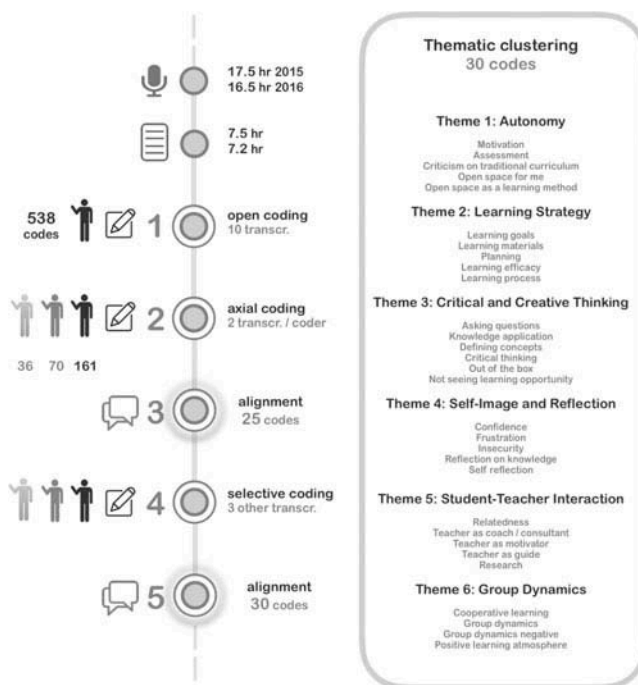 17.5 hr 2015
16.5 hr 2016
7.5 hr
7.2 hr
538
codes
1
open coding
10 transcr.
2
axial coding
2 transcr. / coder
36 70 161
3
alignment
25 codes
4
selective coding
3 other transcr.
5
alignment
30 codes
Thematic clustering
30 codes
Theme 1: Autonomy
Motivation
Assessment
Criticism on traditional curriculum
Open space for me
Open space as a learning method
Theme 2: Learning Strategy
Learning goals
Learning materials
Planning
Learning efficacy
Learning process
Theme 3: Critical and Creative Thinking
Asking questions
Knowledge application
Defining concepts
Critical thinking
Out of the box
Not seeing learning opportunity
Theme 4: Self-Image and Reflection
Confidence
Frustration
Insecurity
Reflection on knowledge
Self reflection
Theme 5: Student-Teacher Interaction
Relatedness
Teacher as coach / consultant
Teacher as motivator
Teacher as guide
Research
Theme 6: Group Dynamics
Cooperative learning
Group dynamics
Group dynamics negative
Positive learning atmosphere